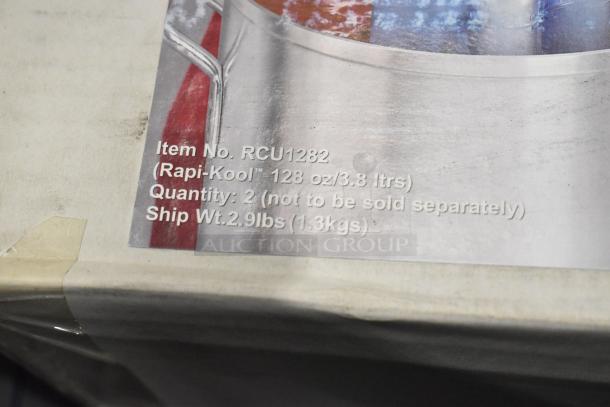 Item No. RCU1282
(Rapi-Kool™ 128 oz/3.8 ltrs)
Quantity: 2 (not to be sold separately)
Ship Wt.2.9lbs (1.3kgs)
AUCTION GROUP